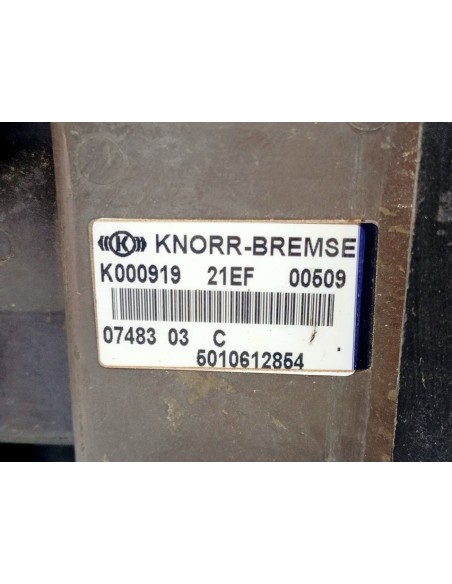 K KNORR-BREMSE
K000919 21EF 00509
07483 03 C
5010612854